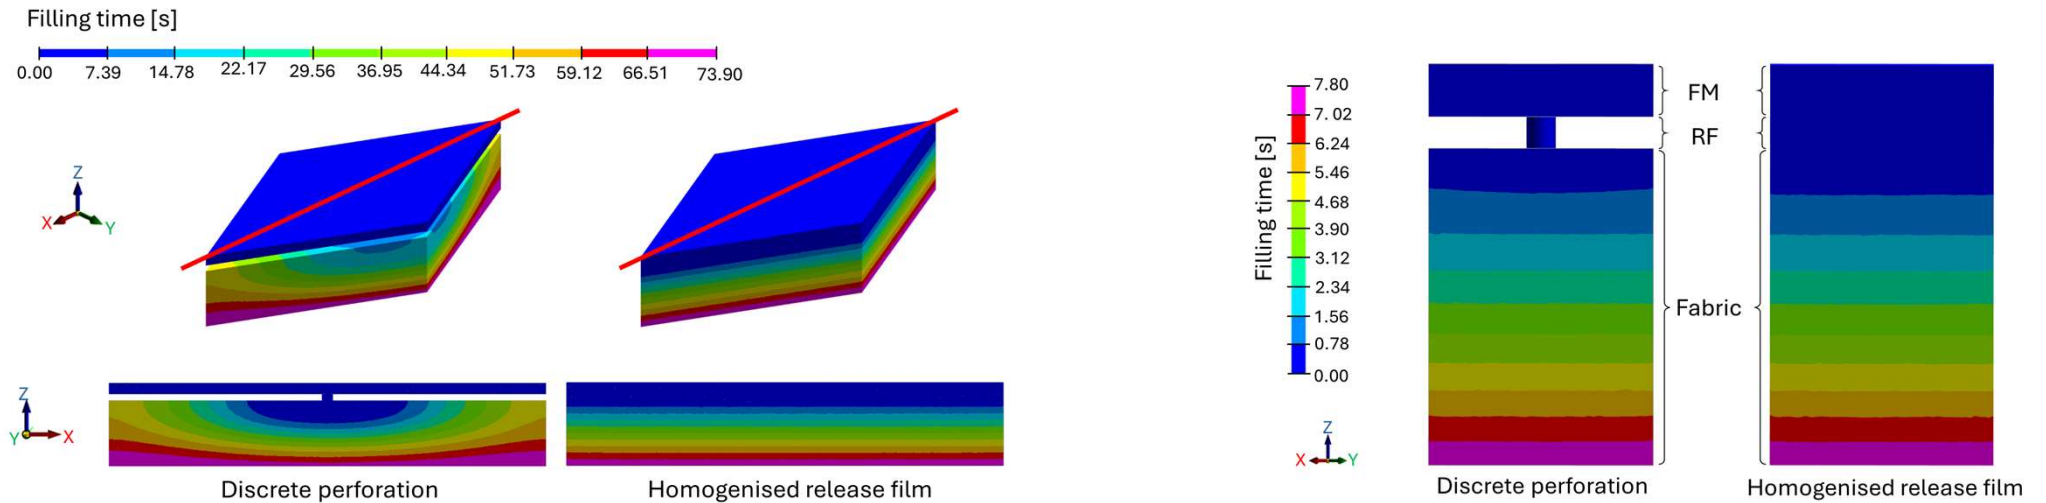 Filling time [s]
0.00 7.39 14.78 22.17 29.56 36.95 44.34 51.73 59.12 66.51 73.90
Z
X
Y
Z
Y
X
Discrete perforation
Homogenised release film
Filling time [s]
7.80
7.02
6.24
5.46
4.68
3.90
3.12
2.34
1.56
0.78
0.00
Z
X
Y
FM
RF
Fabric
Discrete perforation
Homogenised release film